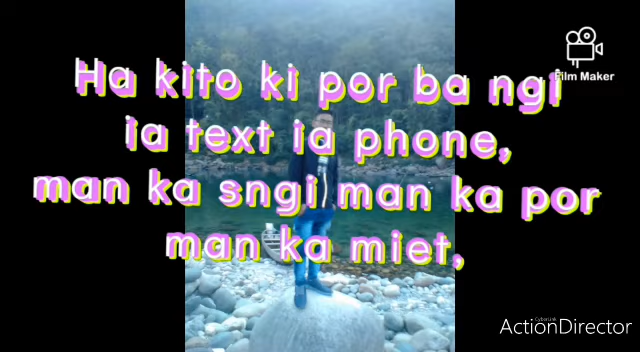 Ha kito ki por ba ngi
ia text ia phone,
man ka sngi man ka por
man ka miet,
Film Maker
CyberLink
ActionDirector